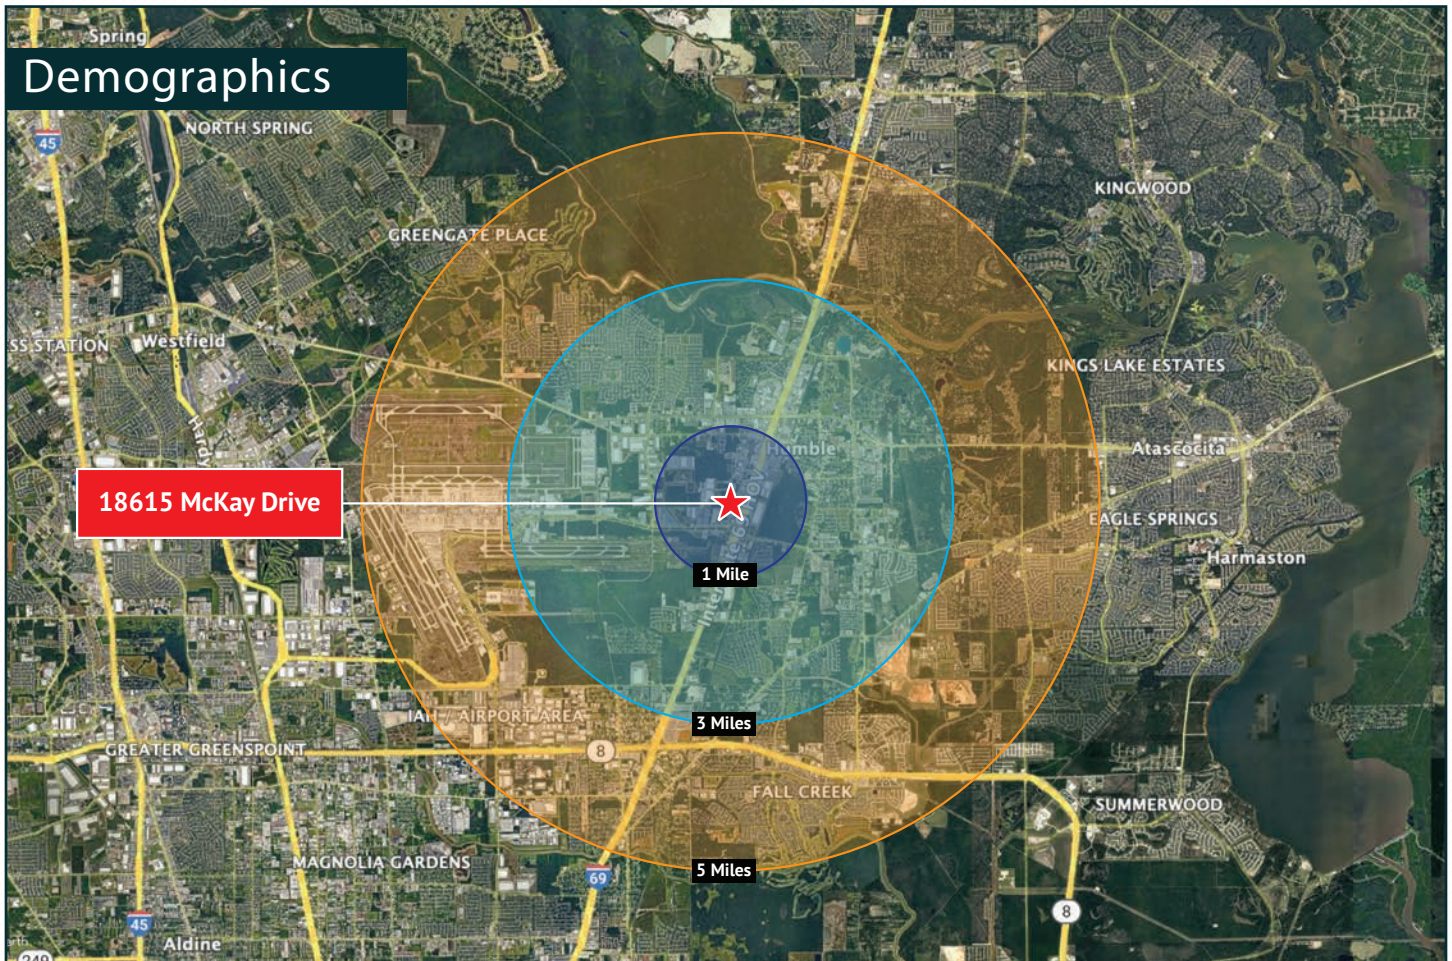 Spring
Demographics
NORTH SPRING
45
KINGWOOD
GREENGATE PLACE
SS STATION
Westfield
KINGS LAKE ESTATES
Hardy
Humble
Atascocita
18615 McKay Drive
EAGLE SPRINGS
Harmaston
1 Mile
IAH / AIRPORT AREA
3 Miles
GREATER GREENSPOINT
8
FALL CREEK
SUMMERWOOD
MAGNOLIA GARDENS
5 Miles
69
8
45
Aldine
249